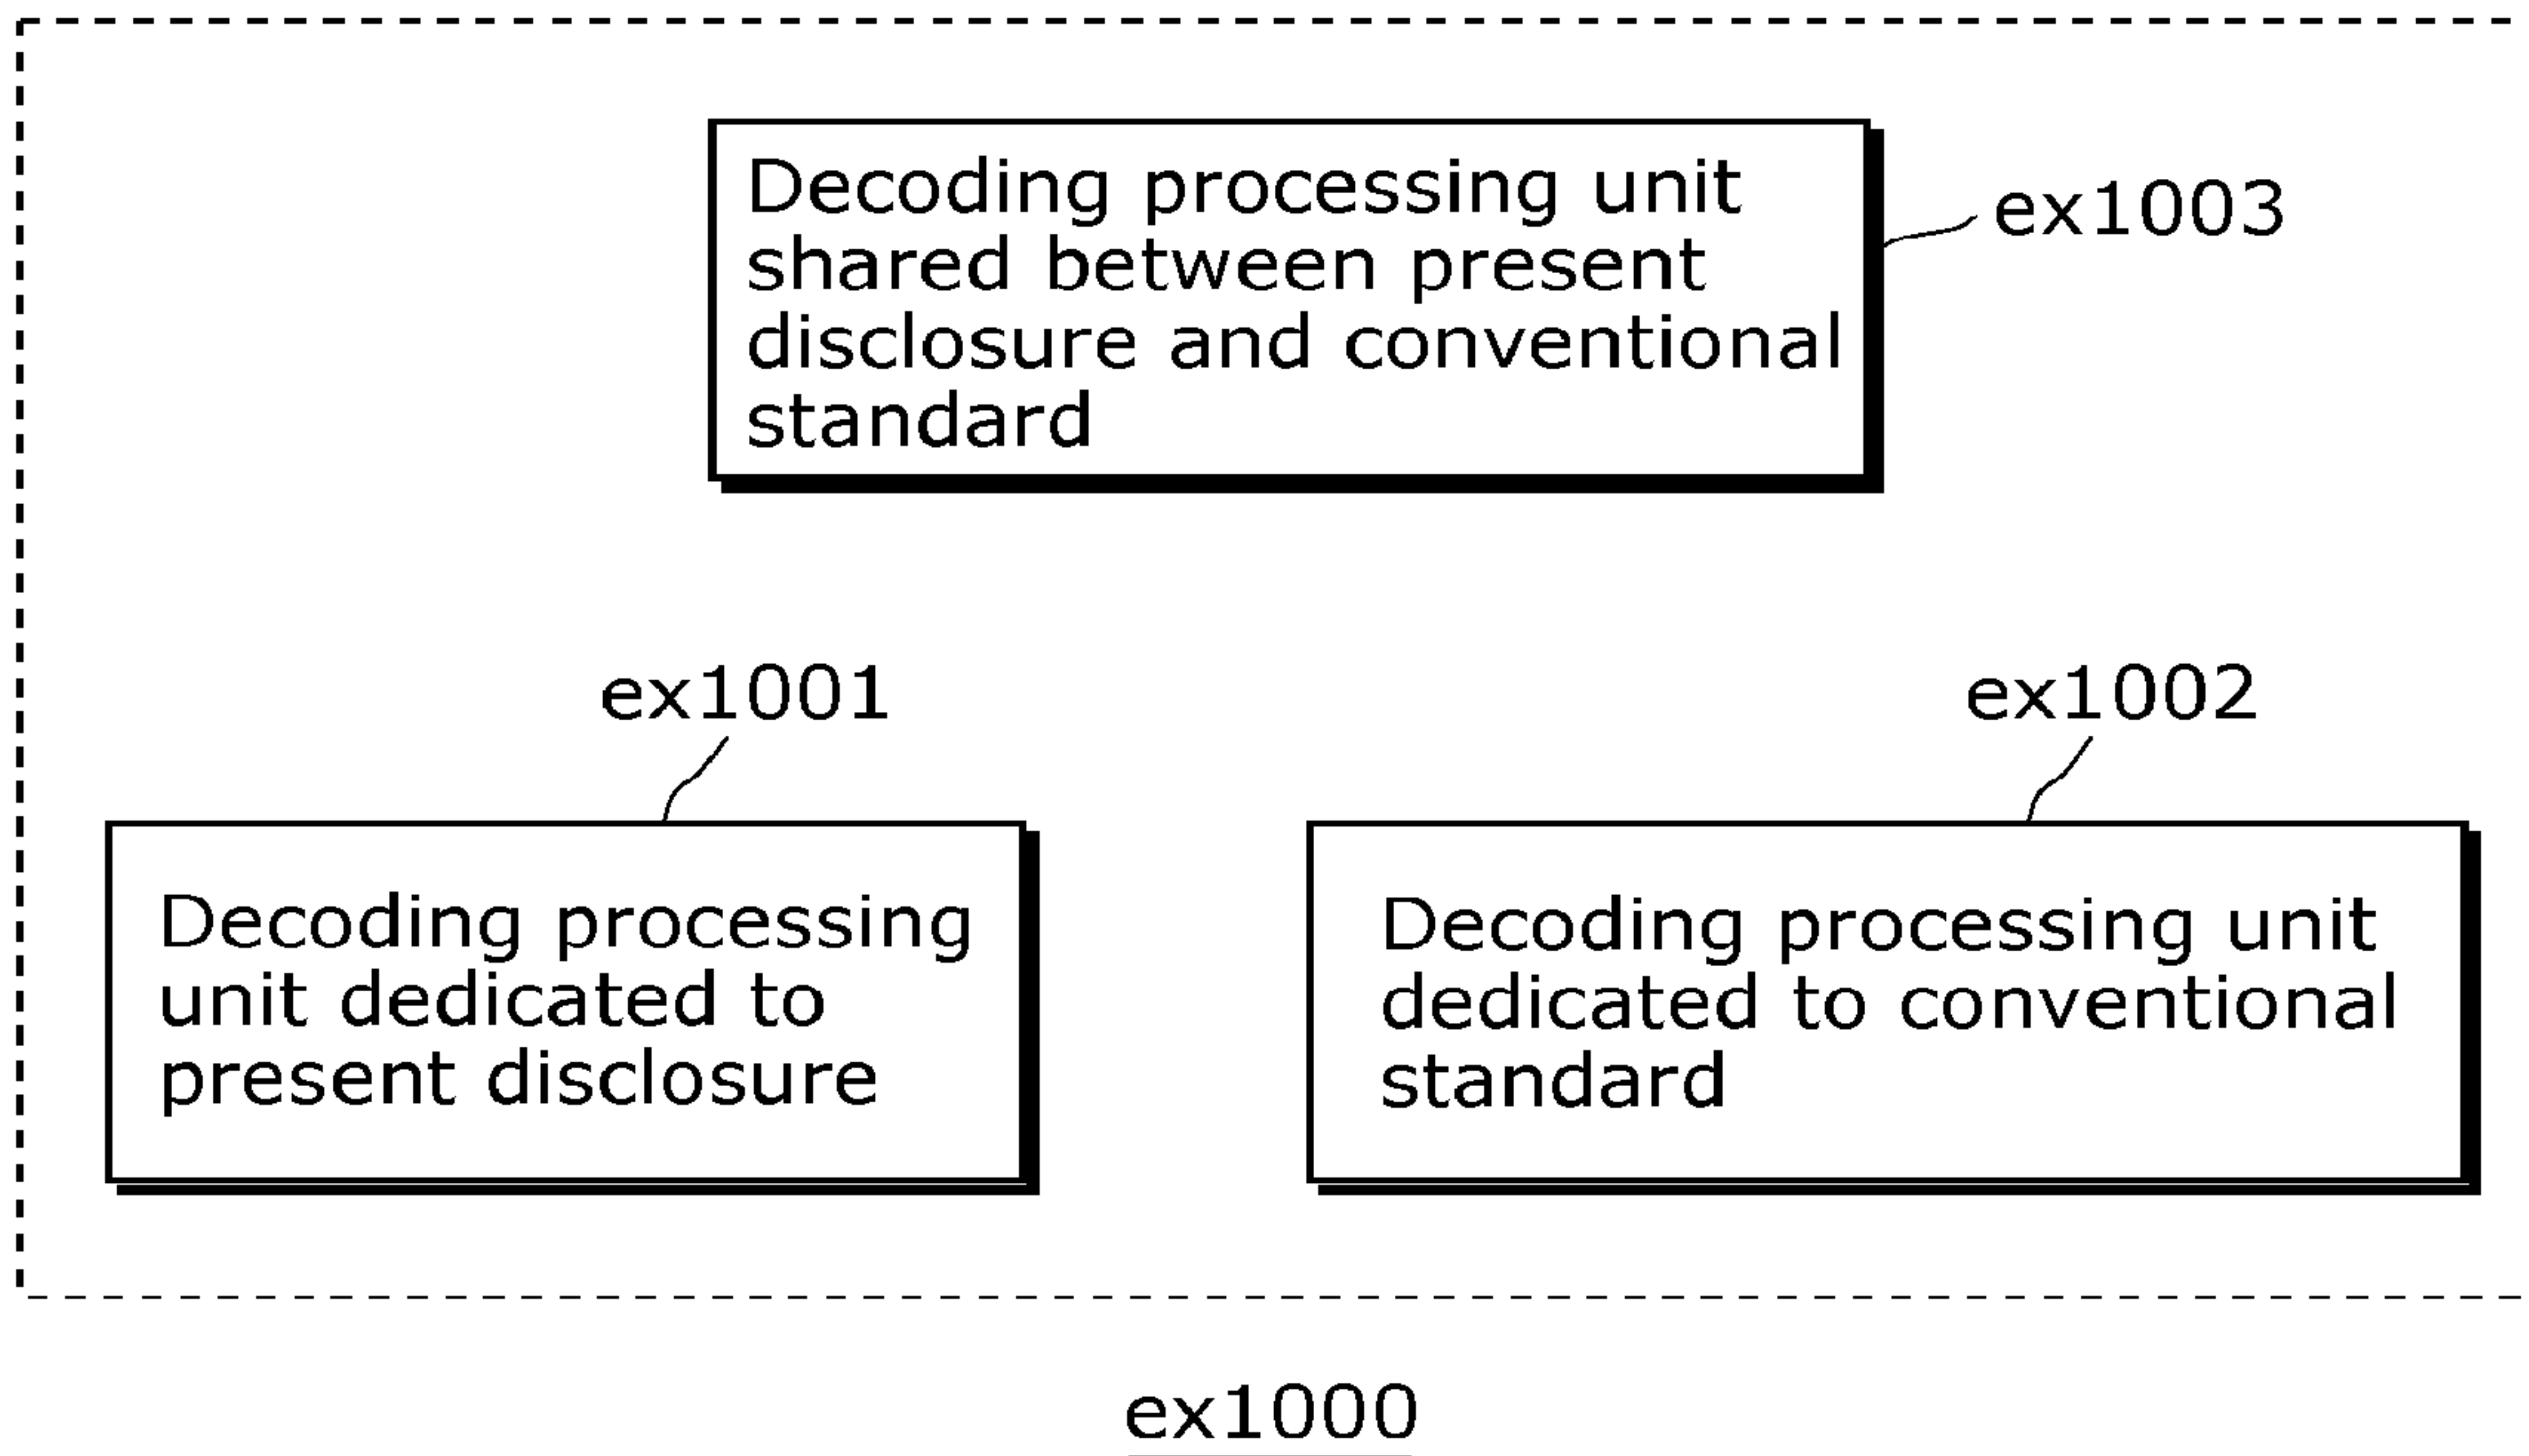 Decoding processing unit
shared between present
disclosure and conventional
standard
ex1003
ex1001
ex1002
Decoding processing
unit dedicated to
present disclosure
Decoding processing unit
dedicated to conventional
standard
ex1000